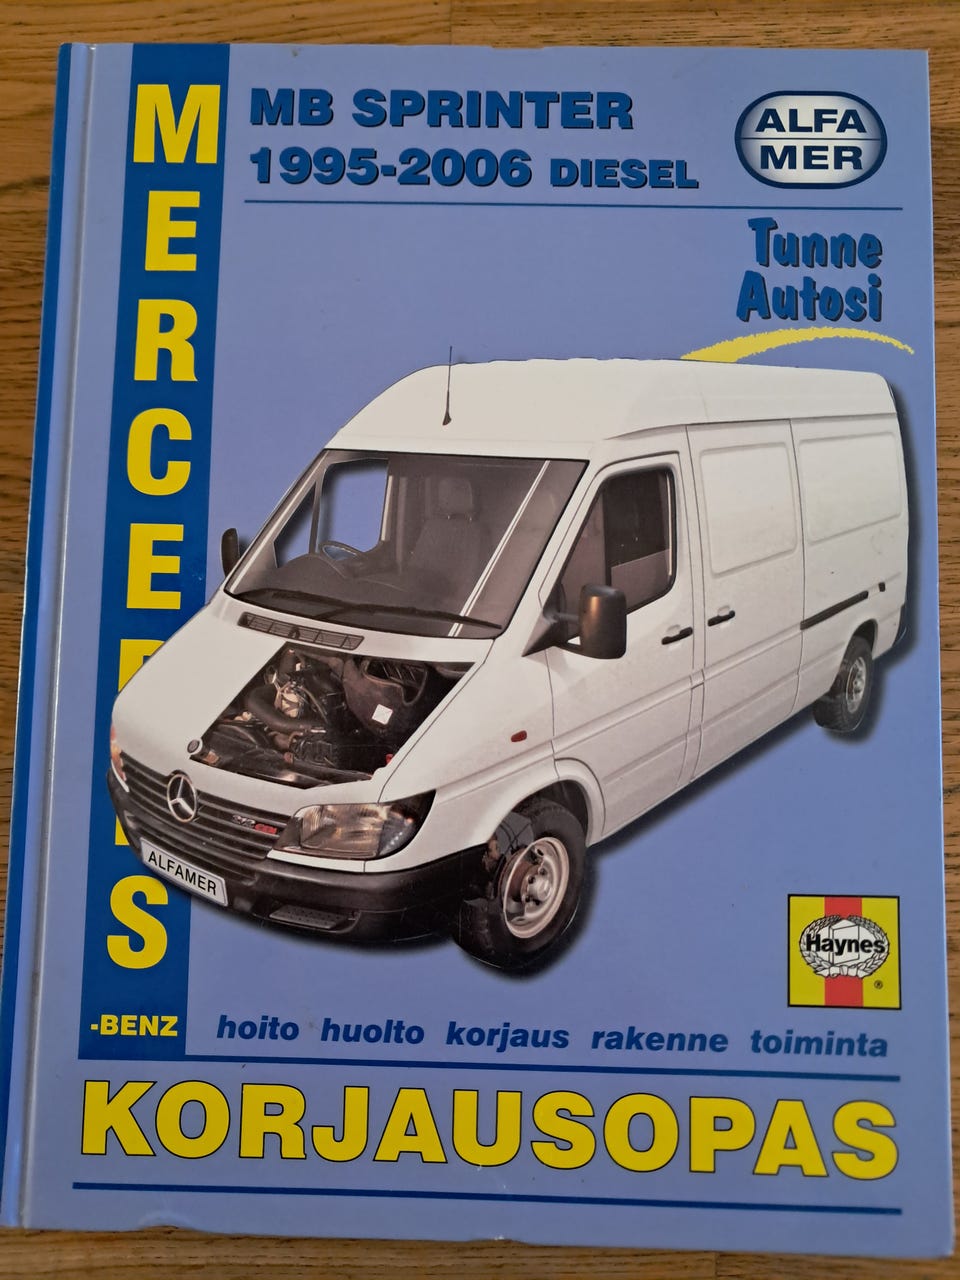 MERCEDES
-BENZ
MB SPRINTER
1995-2006 DIESEL
ALFA
MER
Tunne
Autosi
ALFAMER
Haynes
®
hoito huolto korjaus rakenne toiminta
KORJAUSOPAS